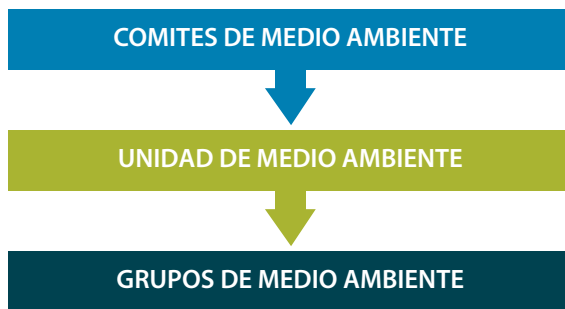 COMITES DE MEDIO AMBIENTE
UNIDAD DE MEDIO AMBIENTE
GRUPOS DE MEDIO AMBIENTE